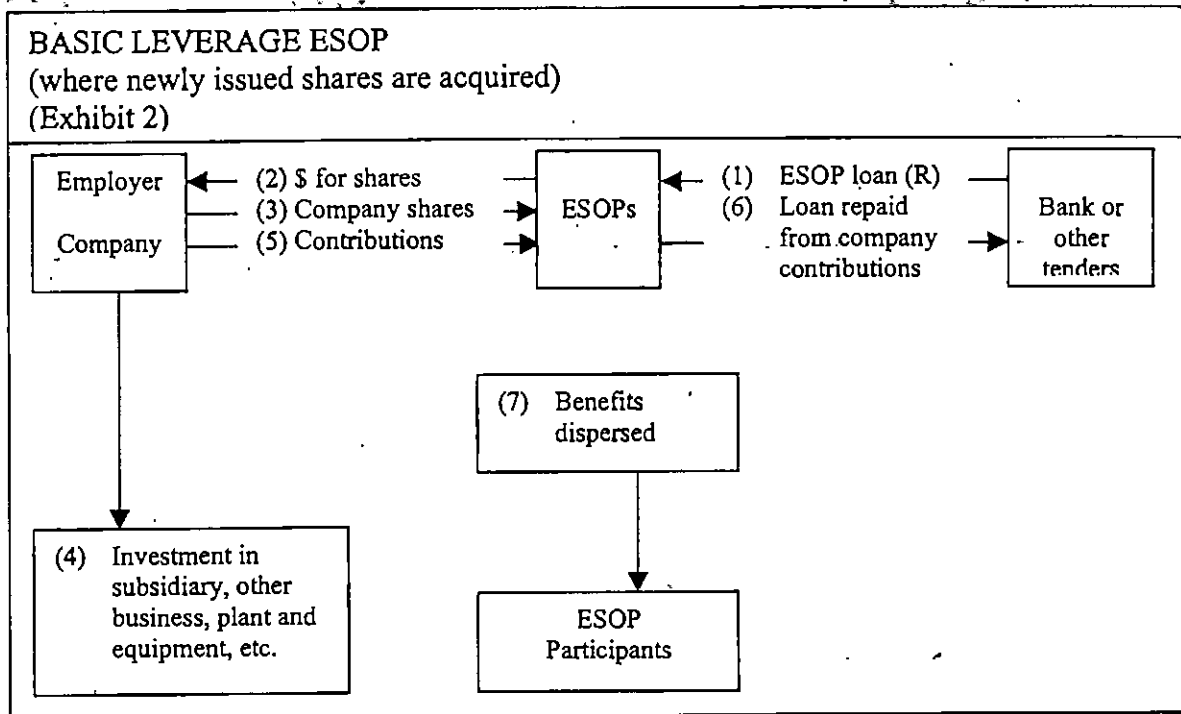 BASIC LEVERAGE ESOP
(where newly issued shares are acquired)
(Exhibit 2)
Employer
Company
(2) $ for shares
(3) Company shares
(5) Contributions
ESOPs
(1) ESOP loan (R)
(6) Loan repaid
from company
contributions
Bank or
other
tenders
(7) Benefits
dispersed
(4) Investment in
subsidiary, other
business, plant and
equipment, etc.
ESOP
Participants